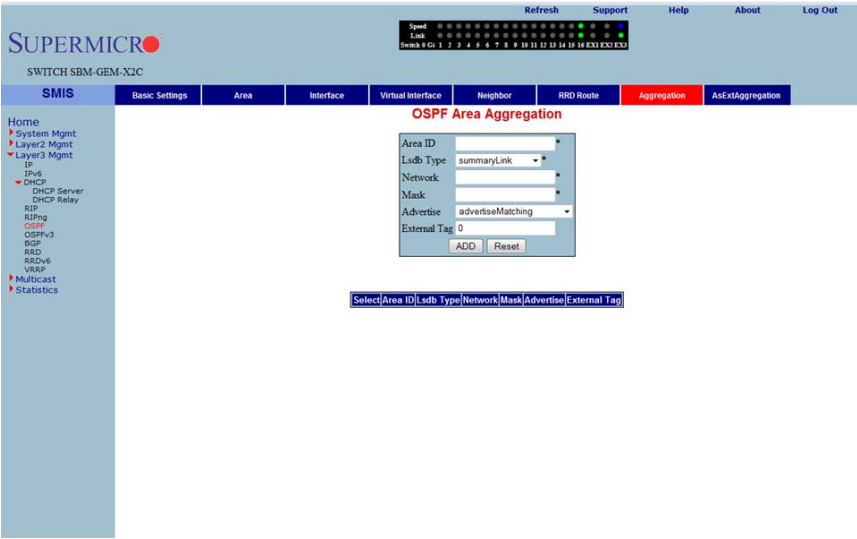 Refresh Support Help About Log Out
SUPERMICRO
Speed
Link
Switch 0 Gi 1 2 3 4 5 6 7 8 9 10 11 12 13 14 15 16 EX1 EX2 EX3
SWITCH SBM-GEM-X2C
SMIS
Basic Settings Area Interface Virtual Interface Neighbor RRD Route Aggregation AsExtAggregation
Home
System Mgmt
Layer2 Mgmt
Layer3 Mgmt
IP
IPv6
DHCP
DHCP Server
DHCP Relay
RIP
RIPng
OSPF
OSPFv3
BGP
RRD
RRDv6
VRRP
Multicast
Statistics
OSPF Area Aggregation
Area ID *
Lsdb Type summaryLink *
Network *
Mask *
Advertise advertiseMatching
External Tag 0
ADD Reset
Select Area ID Lsdb Type Network Mask Advertise External Tag